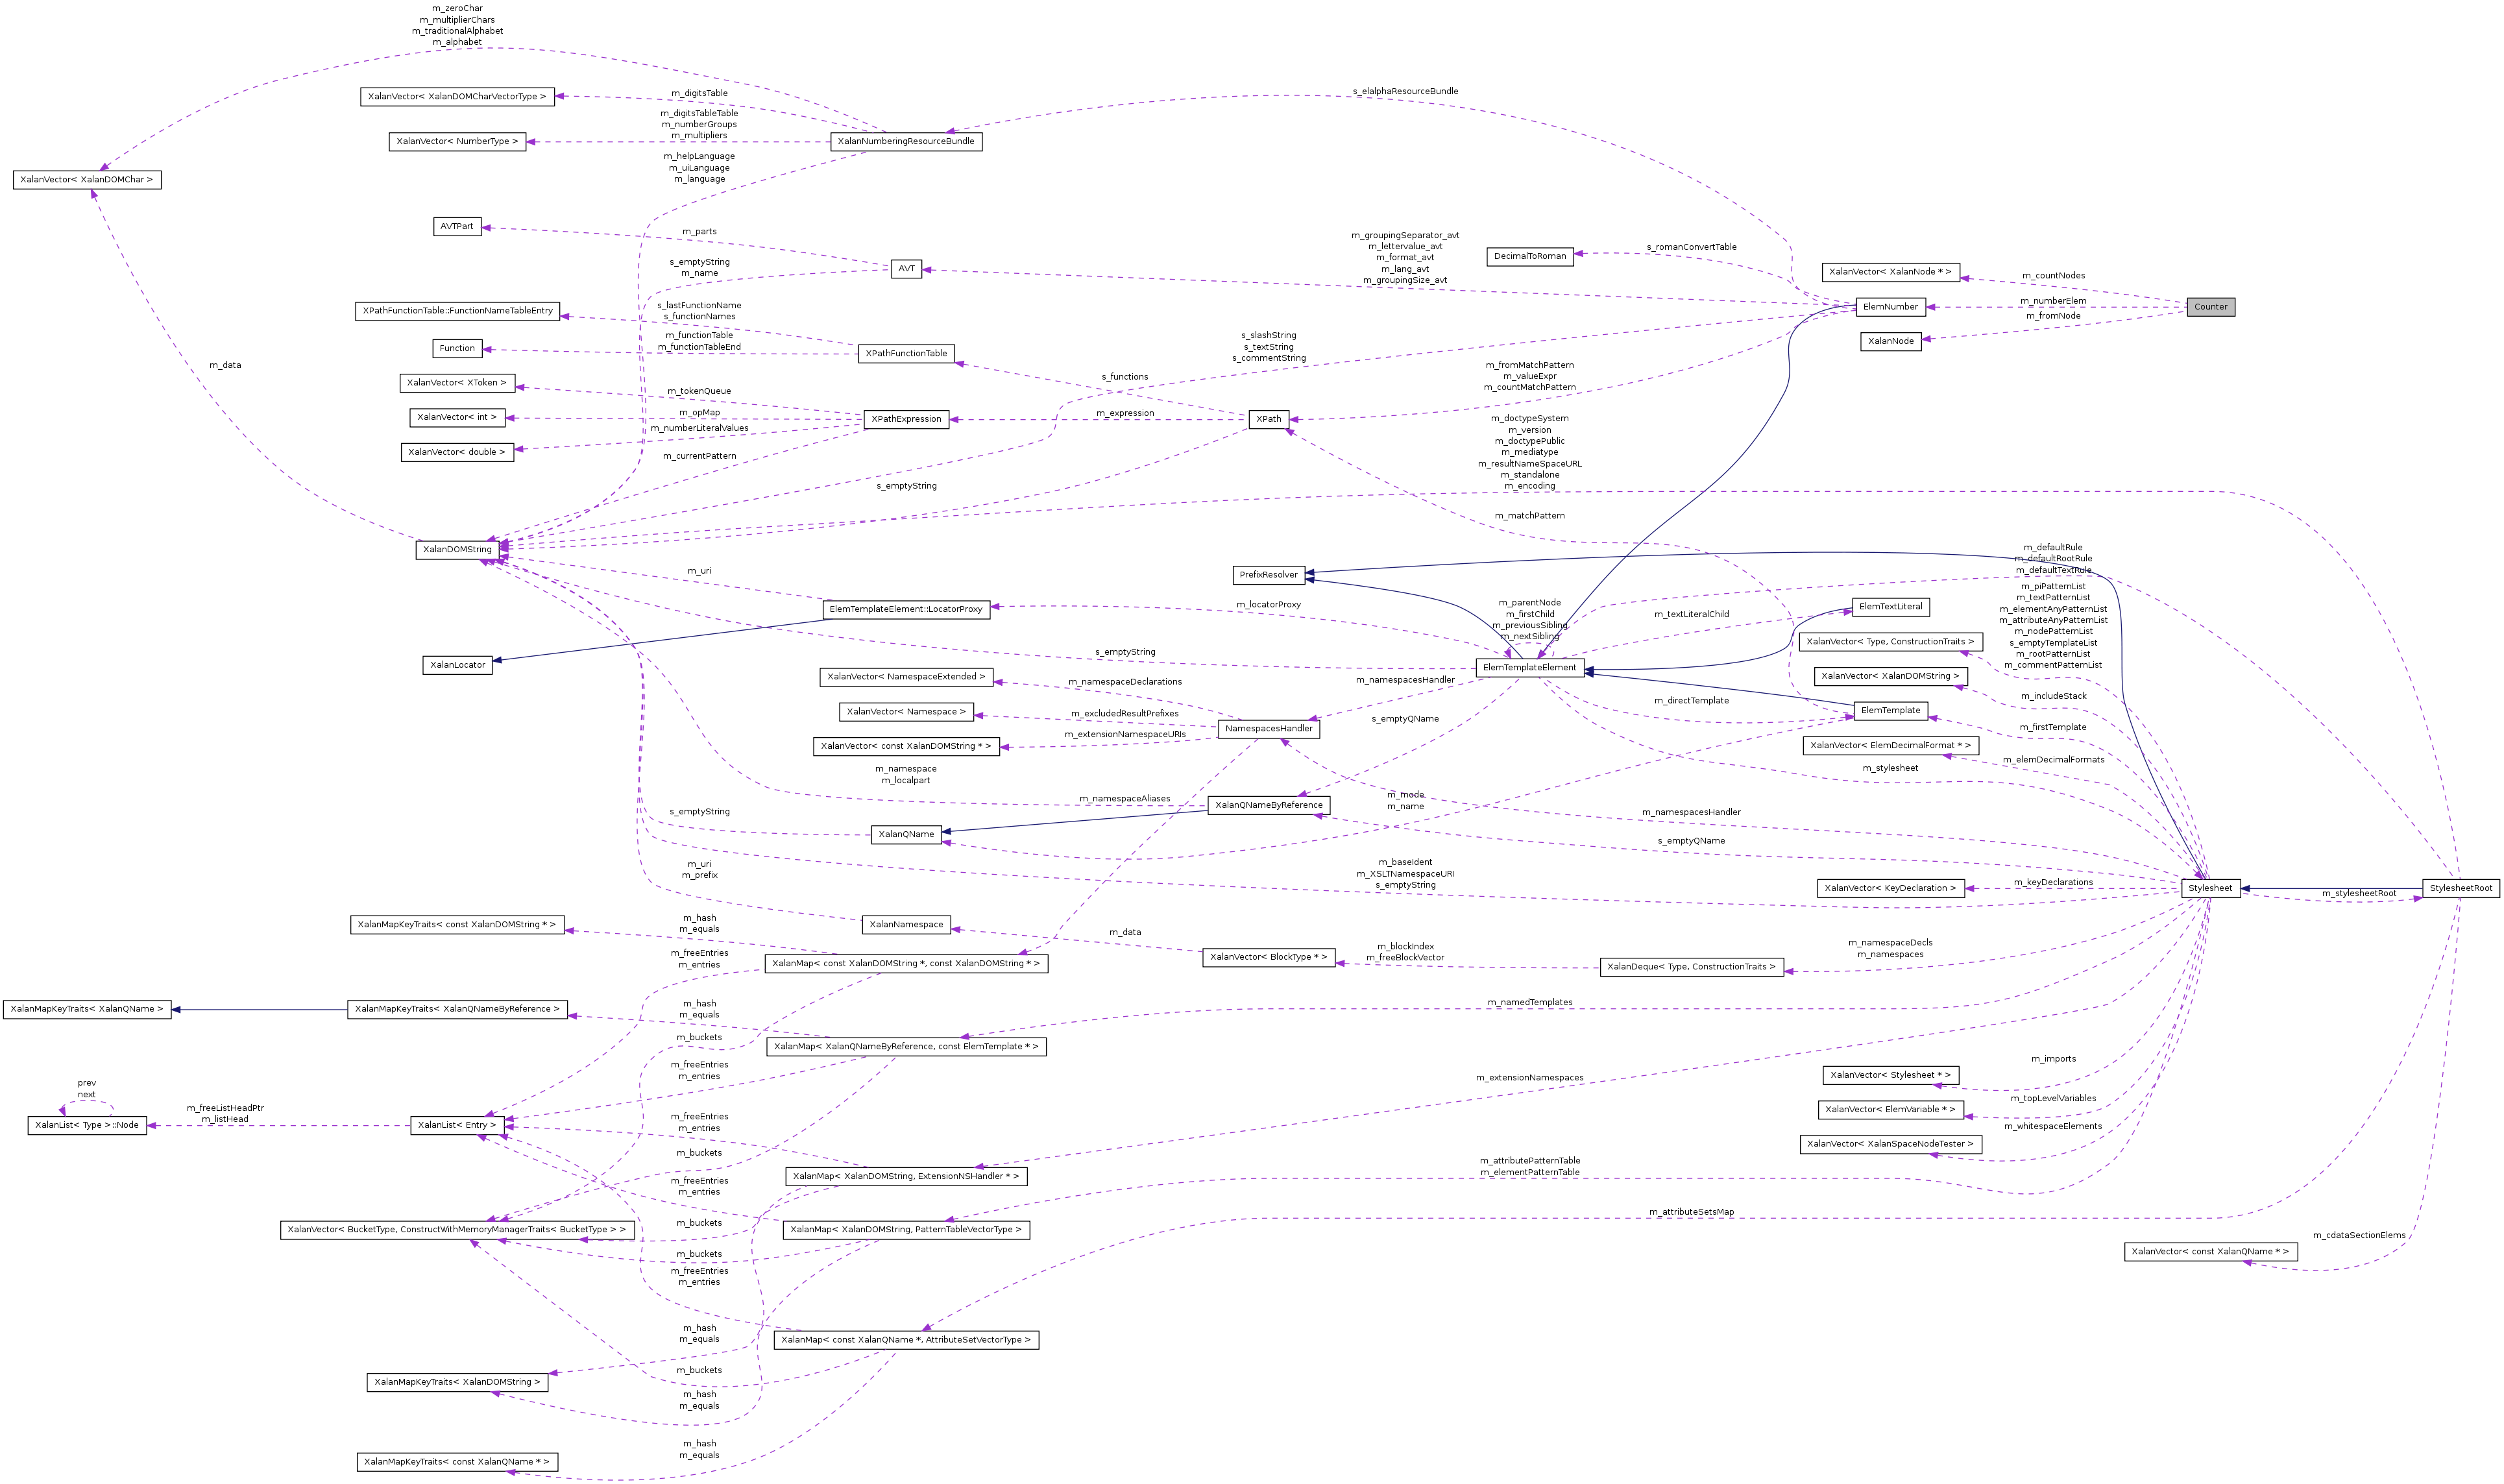 m_zeroChar
m_multiplierChars
m_traditionalAlphabet
m_alphabet
XalanVector< XalanDOMCharVectorType >
m_digitsTable
s_elalphaResourceBundle
m_digitsTableTable
m_numberGroups
m_multipliers
XalanVector< NumberType >
XalanNumberingResourceBundle
m_helpLanguage
m_uiLanguage
m_language
XalanVector< XalanDOMChar >
AVTPart
m_parts
m_groupingSeparator_avt
m_lettervalue_avt
m_format_avt
m_lang_avt
m_groupingSize_avt
DecimalToRoman
s_romanConvertTable
s_emptyString
m_name
AVT
XalanVector< XalanNode * >
m_countNodes
XPathFunctionTable::FunctionNameTableEntry
s_lastFunctionName
s_functionNames
ElemNumber
m_numberElem
Counter
m_fromNode
XalanNode
Function
m_functionTable
m_functionTableEnd
XPathFunctionTable
s_slashString
s_textString
s_commentString
m_data
XalanVector< XToken >
m_tokenQueue
s_functions
m_fromMatchPattern
m_valueExpr
m_countMatchPattern
XalanVector< int >
m_opMap
XPathExpression
m_expression
XPath
m_numberLiteralValues
XalanVector< double >
m_currentPattern
m_doctypeSystem
m_version
m_doctypePublic
m_mediatype
m_resultNameSpaceURL
m_standalone
m_encoding
s_emptyString
m_matchPattern
XalanDOMString
m_uri
PrefixResolver
m_defaultRule
m_defaultRootRule
m_defaultTextRule
ElemTemplateElement::LocatorProxy
m_locatorProxy
m_parentNode
m_firstChild
m_previousSibling
m_nextSibling
m_textLiteralChild
ElemTextLiteral
m_piPatternList
m_textPatternList
m_elementAnyPatternList
m_attributeAnyPatternList
m_nodePatternList
s_emptyTemplateList
m_rootPatternList
m_commentPatternList
XalanVector< Type, ConstructionTraits >
XalanLocator
s_emptyString
ElemTemplateElement
XalanVector< NamespaceExtended >
m_namespaceDeclarations
m_namespacesHandler
XalanVector< XalanDOMString >
m_includeStack
m_directTemplate
ElemTemplate
XalanVector< Namespace >
m_excludedResultPrefixes
s_emptyQName
m_firstTemplate
NamespacesHandler
XalanVector< const XalanDOMString * >
m_extensionNamespaceURIs
XalanVector< ElemDecimalFormat * >
m_elemDecimalFormats
m_stylesheet
m_namespace
m_localpart
m_namespaceAliases
XalanQNameByReference
m_mode
m_name
m_namespacesHandler
s_emptyString
XalanQName
s_emptyQName
m_uri
m_prefix
m_baseIdent
m_XSLTNamespaceURI
s_emptyString
XalanVector< KeyDeclaration >
m_keyDeclarations
Stylesheet
m_stylesheetRoot
StylesheetRoot
XalanMapKeyTraits< const XalanDOMString * >
m_hash
m_equals
XalanNamespace
m_data
m_blockIndex
m_freeBlockVector
m_namespaceDecls
m_namespaces
m_freeEntries
m_entries
XalanMap< const XalanDOMString *, const XalanDOMString * >
XalanVector< BlockType * >
XalanDeque< Type, ConstructionTraits >
XalanMapKeyTraits< XalanQName >
XalanMapKeyTraits< XalanQNameByReference >
m_hash
m_equals
m_namedTemplates
m_buckets
XalanMap< XalanQNameByReference, const ElemTemplate * >
m_freeEntries
m_entries
m_extensionNamespaces
m_imports
XalanVector< Stylesheet * >
prev
next
XalanList< Type >::Node
m_freeListHeadPtr
m_listHead
XalanList< Entry >
m_freeEntries
m_entries
m_topLevelVariables
XalanVector< ElemVariable * >
m_buckets
m_whitespaceElements
XalanVector< XalanSpaceNodeTester >
m_freeEntries
m_entries
XalanMap< XalanDOMString, ExtensionNSHandler * >
m_attributePatternTable
m_elementPatternTable
XalanVector< BucketType, ConstructWithMemoryManagerTraits< BucketType > >
m_buckets
XalanMap< XalanDOMString, PatternTableVectorType >
m_attributeSetsMap
m_buckets
m_cdataSectionElems
XalanVector< const XalanQName * >
m_freeEntries
m_entries
m_hash
m_equals
XalanMap< const XalanQName *, AttributeSetVectorType >
m_buckets
XalanMapKeyTraits< XalanDOMString >
m_hash
m_equals
m_hash
m_equals
XalanMapKeyTraits< const XalanQName * >